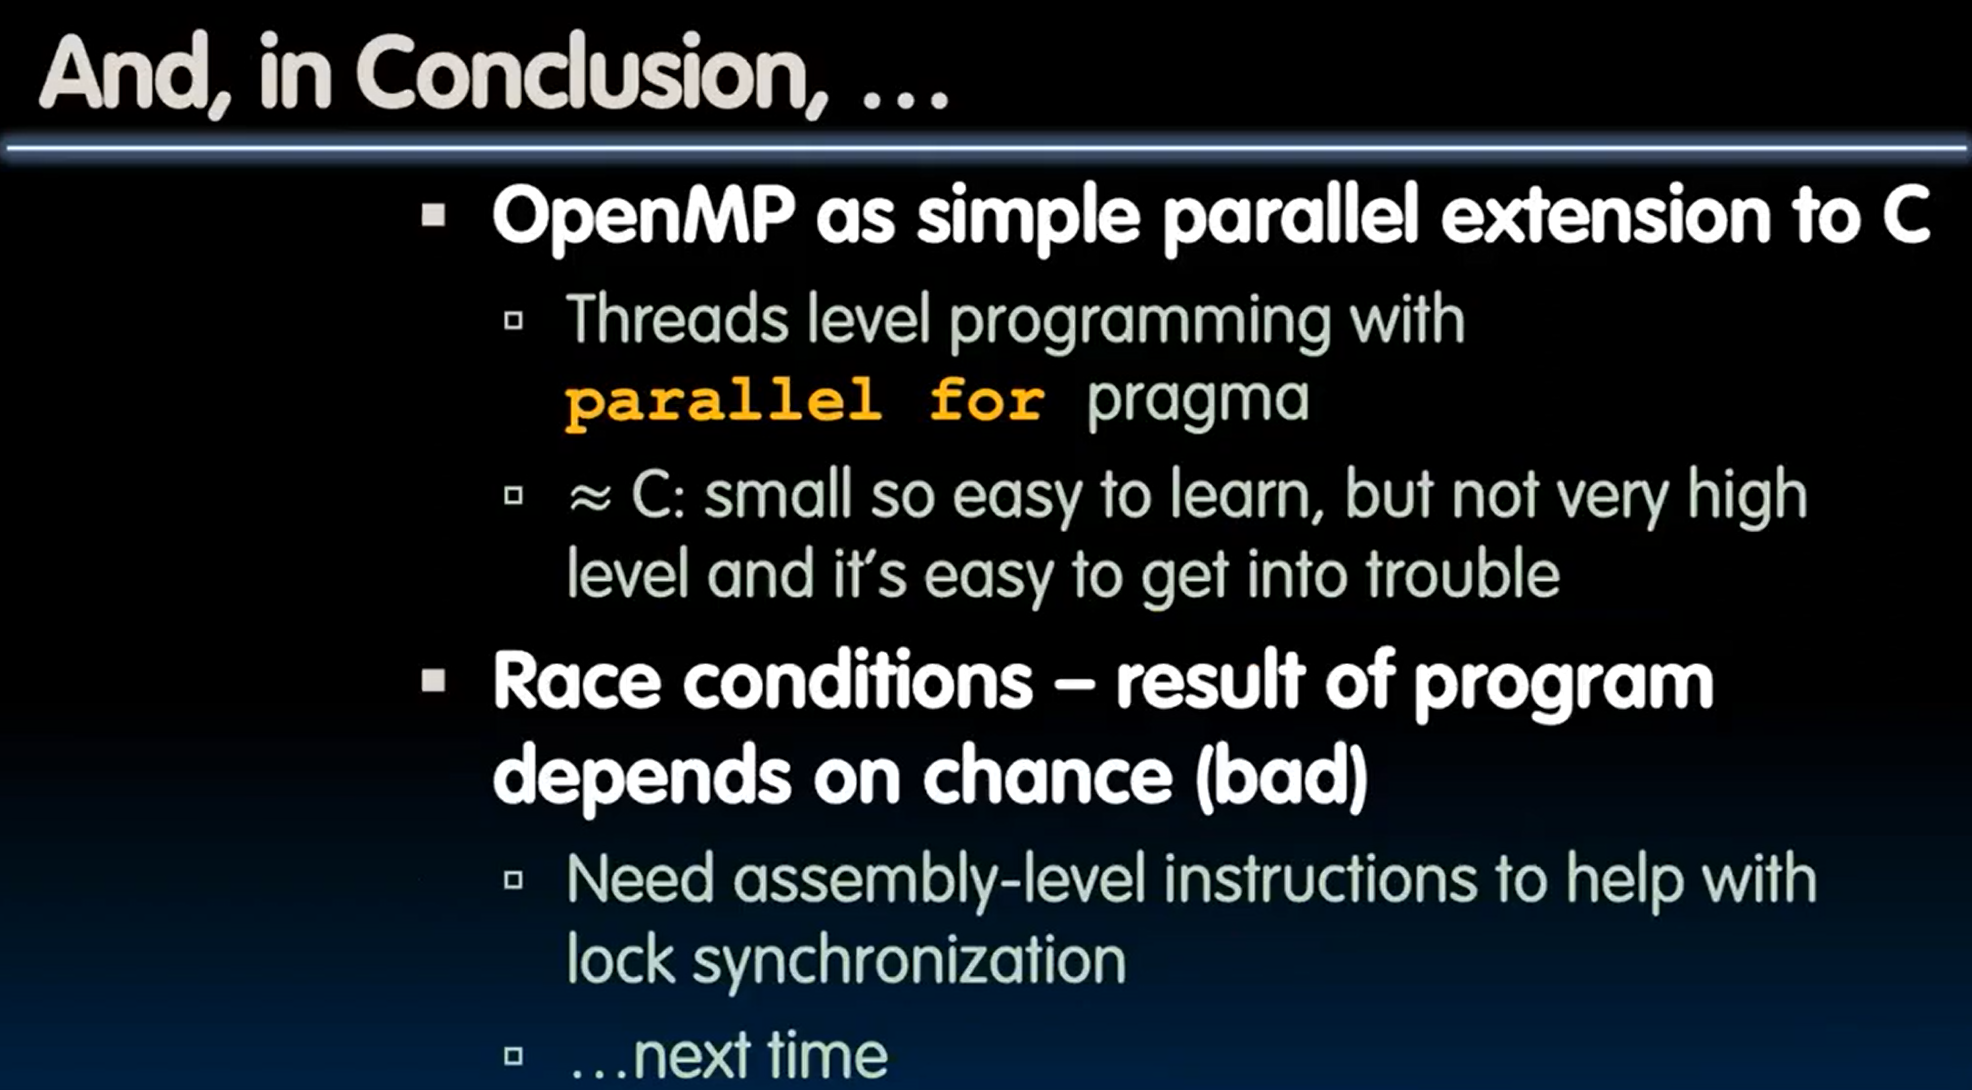 And, in Conclusion, …
OpenMP as simple parallel extension to C
Threads level programming with
parallel for pragma
≈ C: small so easy to learn, but not very high
level and it’s easy to get into trouble
Race conditions – result of program
depends on chance (bad)
Need assembly-level instructions to help with
lock synchronization
…next time